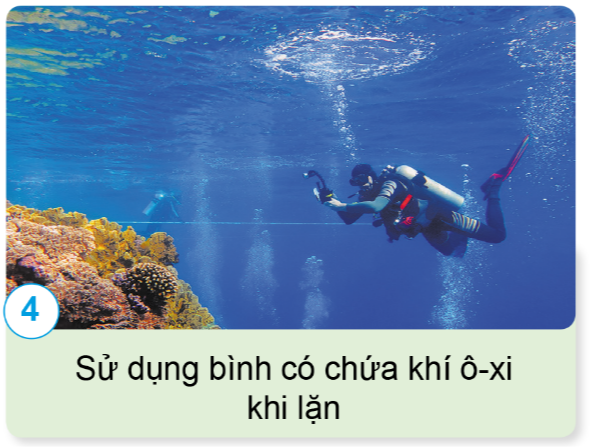 4
Sử dụng bình có chứa khí ô-xi
khi lặn